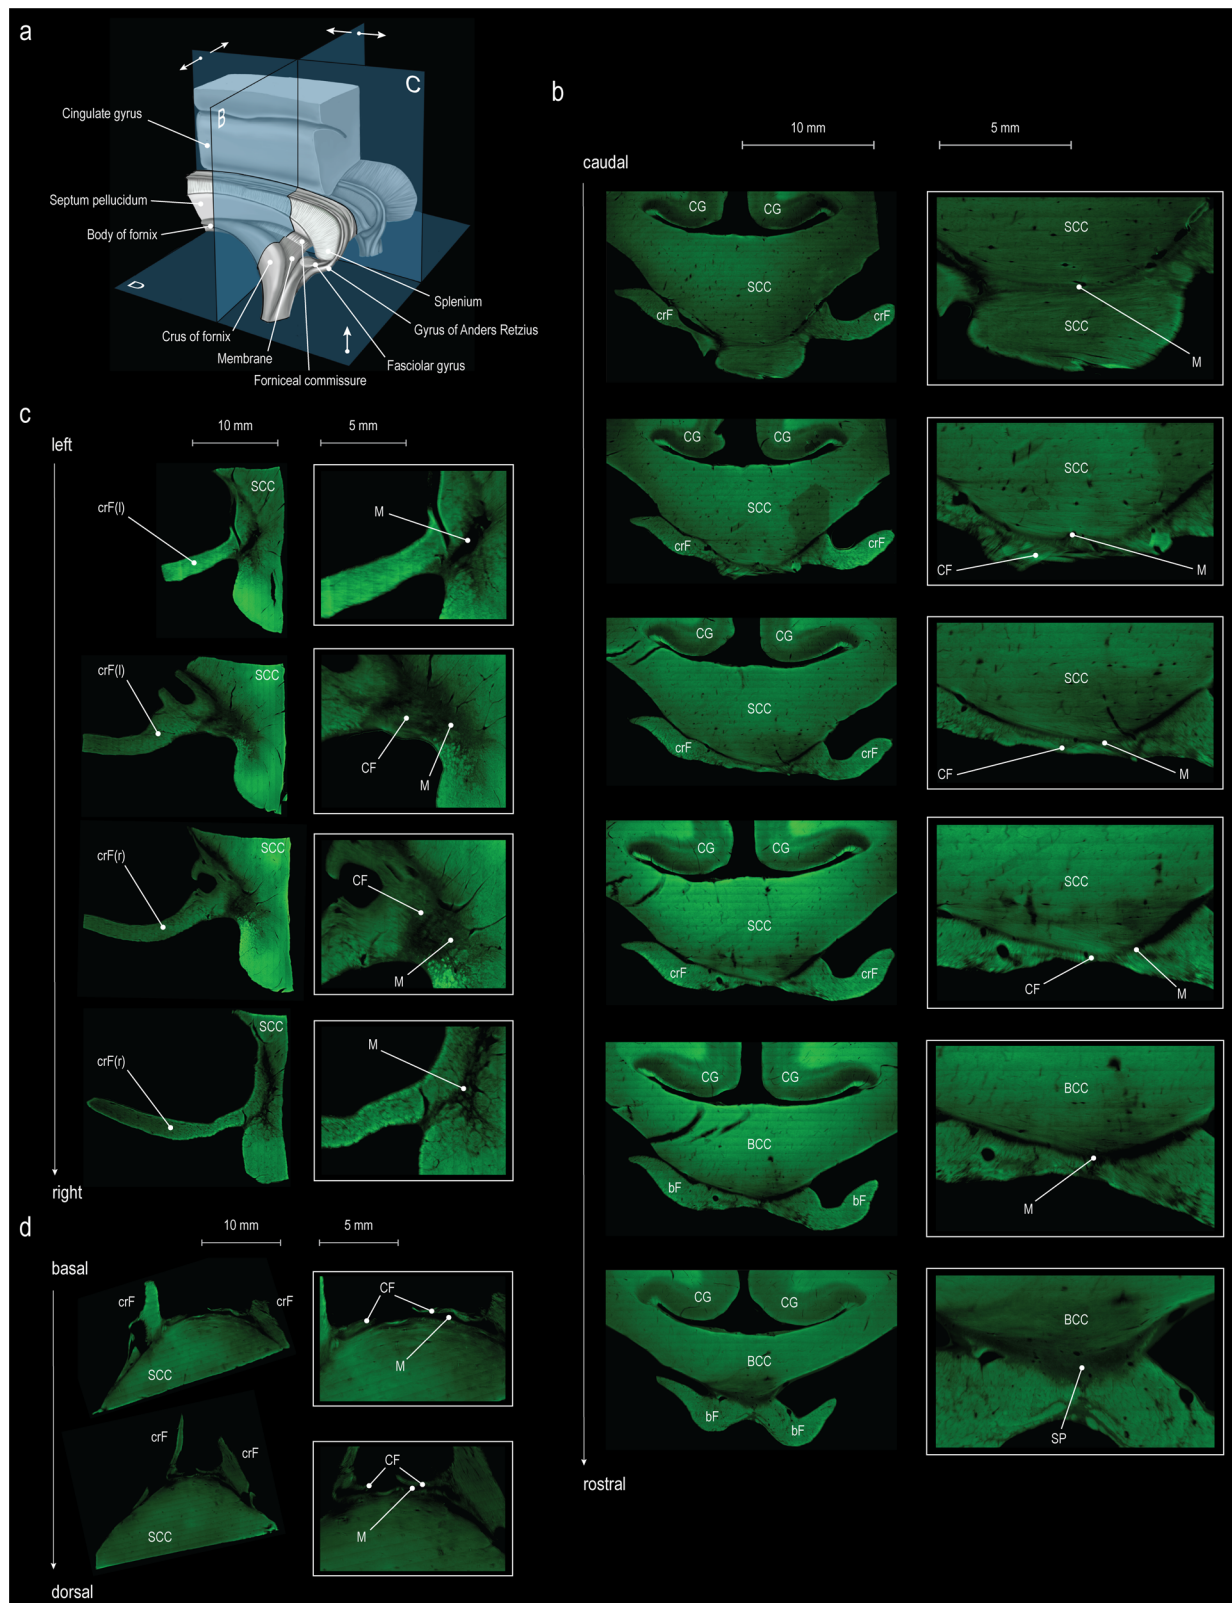 a
C
B
D
Cingulate gyrus
Septum pellucidum
Body of fornix
Crus of fornix
Membrane
Forniceal commissure
Splenium
Gyrus of Anders Retzius
Fasciolar gyrus
b
10 mm
5 mm
caudal
CG
CG
SCC
crF
crF
SCC
SCC
M
CG
CG
SCC
crF
crF
SCC
CF
M
CG
CG
SCC
crF
crF
SCC
CF
M
CG
CG
SCC
crF
crF
SCC
CF
M
CG
CG
BCC
bF
bF
BCC
M
CG
CG
BCC
bF
bF
BCC
SP
rostral
c
10 mm
5 mm
left
SCC
crF(l)
M
SCC
crF(l)
CF
M
SCC
crF(r)
CF
M
SCC
crF(r)
M
right
d
10 mm
5 mm
basal
crF
crF
SCC
CF
M
crF
crF
SCC
CF
M
dorsal